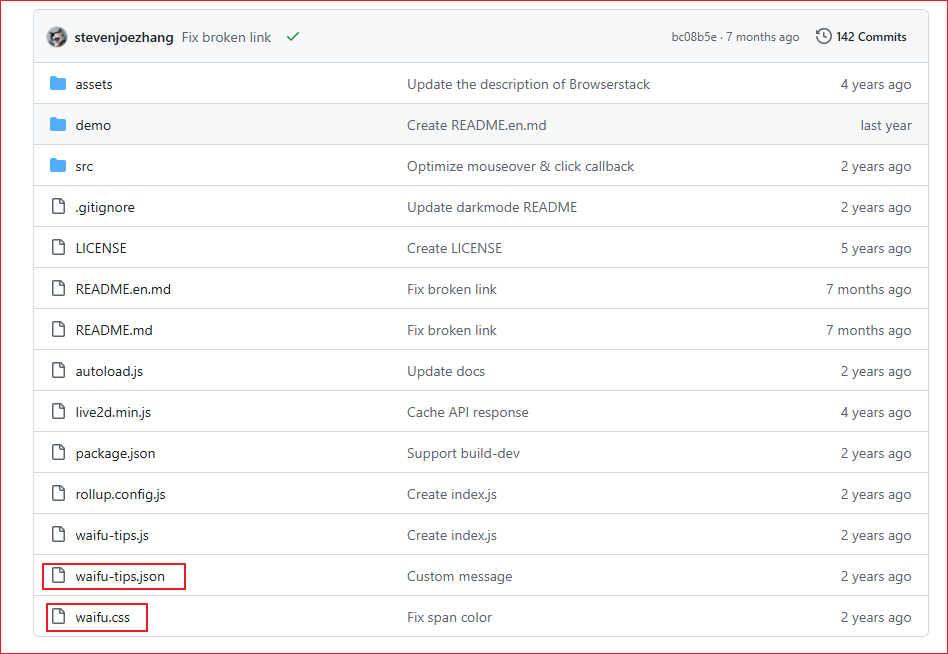 stevenjoezhang Fix broken link bc08b5e · 7 months ago 142 Commits
assets Update the description of Browserstack 4 years ago
demo Create README.en.md last year
src Optimize mouseover & click callback 2 years ago
.gitignore Update darkmode README 2 years ago
LICENSE Create LICENSE 5 years ago
README.en.md Fix broken link 7 months ago
README.md Fix broken link 7 months ago
autoload.js Update docs 2 years ago
live2d.min.js Cache API response 4 years ago
package.json Support build-dev 2 years ago
rollup.config.js Create index.js 2 years ago
waifu-tips.js Create index.js 2 years ago
waifu-tips.json Custom message 2 years ago
waifu.css Fix span color 2 years ago